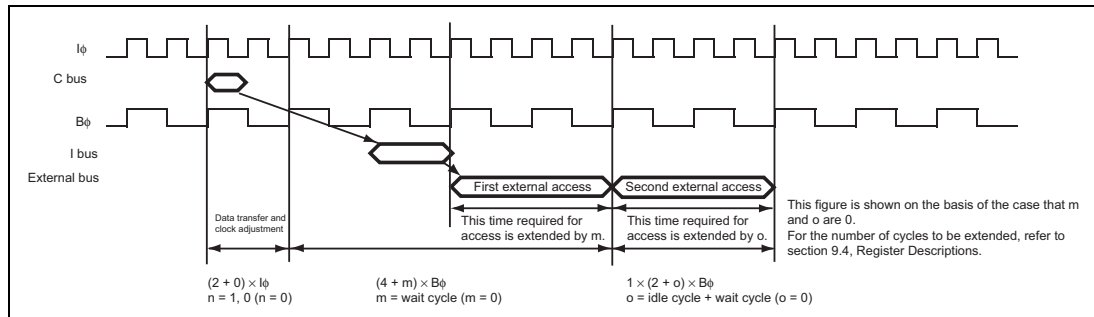 Iϕ
C bus
Bϕ
I bus
External bus
First external access
Second external access
Data transfer and
clock adjustment
This time required for
access is extended by m.
This time required for
access is extended by o.
This figure is shown on the basis of the case that m
and o are 0.
For the number of cycles to be extended, refer to
section 9.4, Register Descriptions.
(2 + 0) × Iϕ
n = 1, 0 (n = 0)
(4 + m) × Bϕ
m = wait cycle (m = 0)
1 × (2 + o) × Bϕ
o = idle cycle + wait cycle (o = 0)